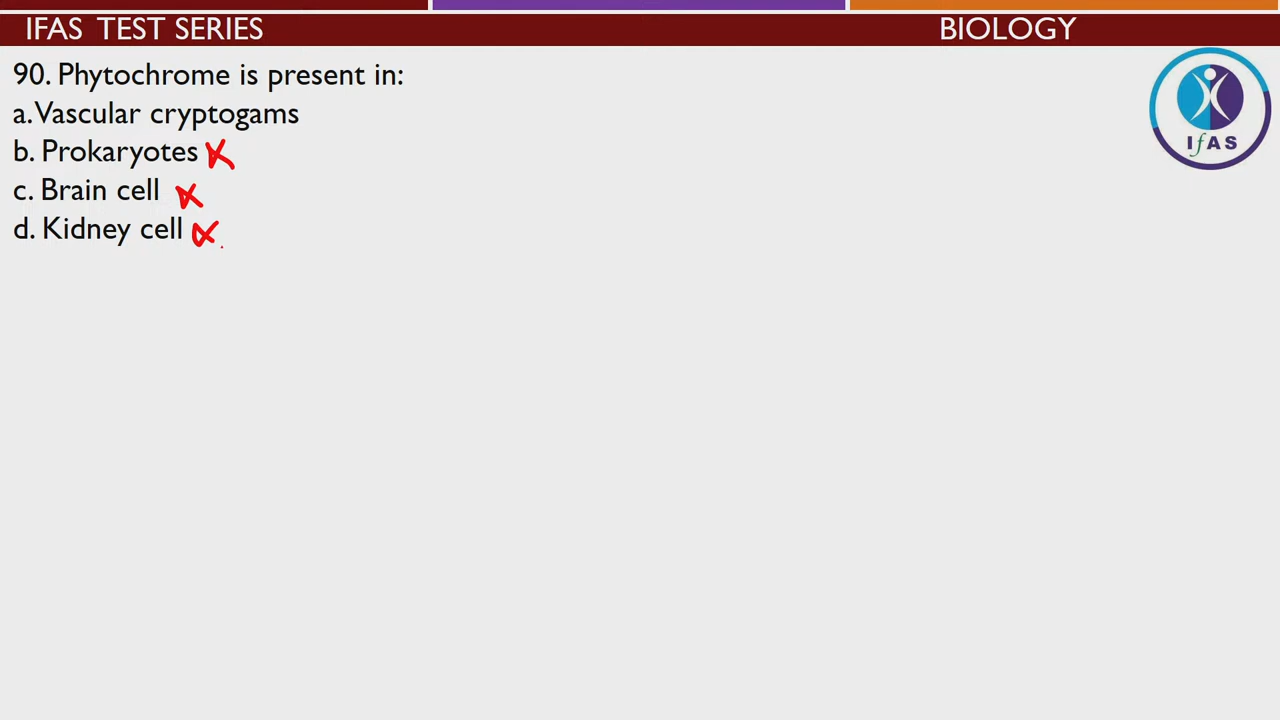 IFAS TEST SERIES BIOLOGY
90. Phytochrome is present in:
a. Vascular cryptogams
b. Prokaryotes
c. Brain cell
d. Kidney cell
IfAS